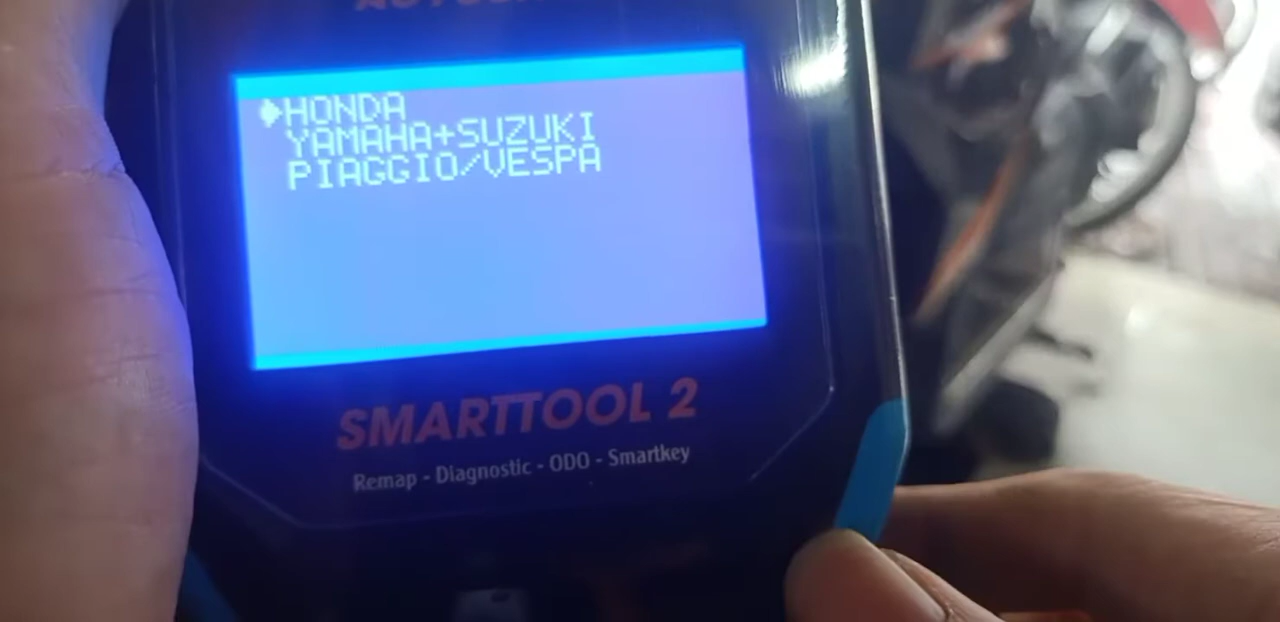 HONDA
YAMAHA+SUZUKI
PIAGGIO/VESPA
SMARTTOOL 2
Remap - Diagnostic - ODO - Smartkey